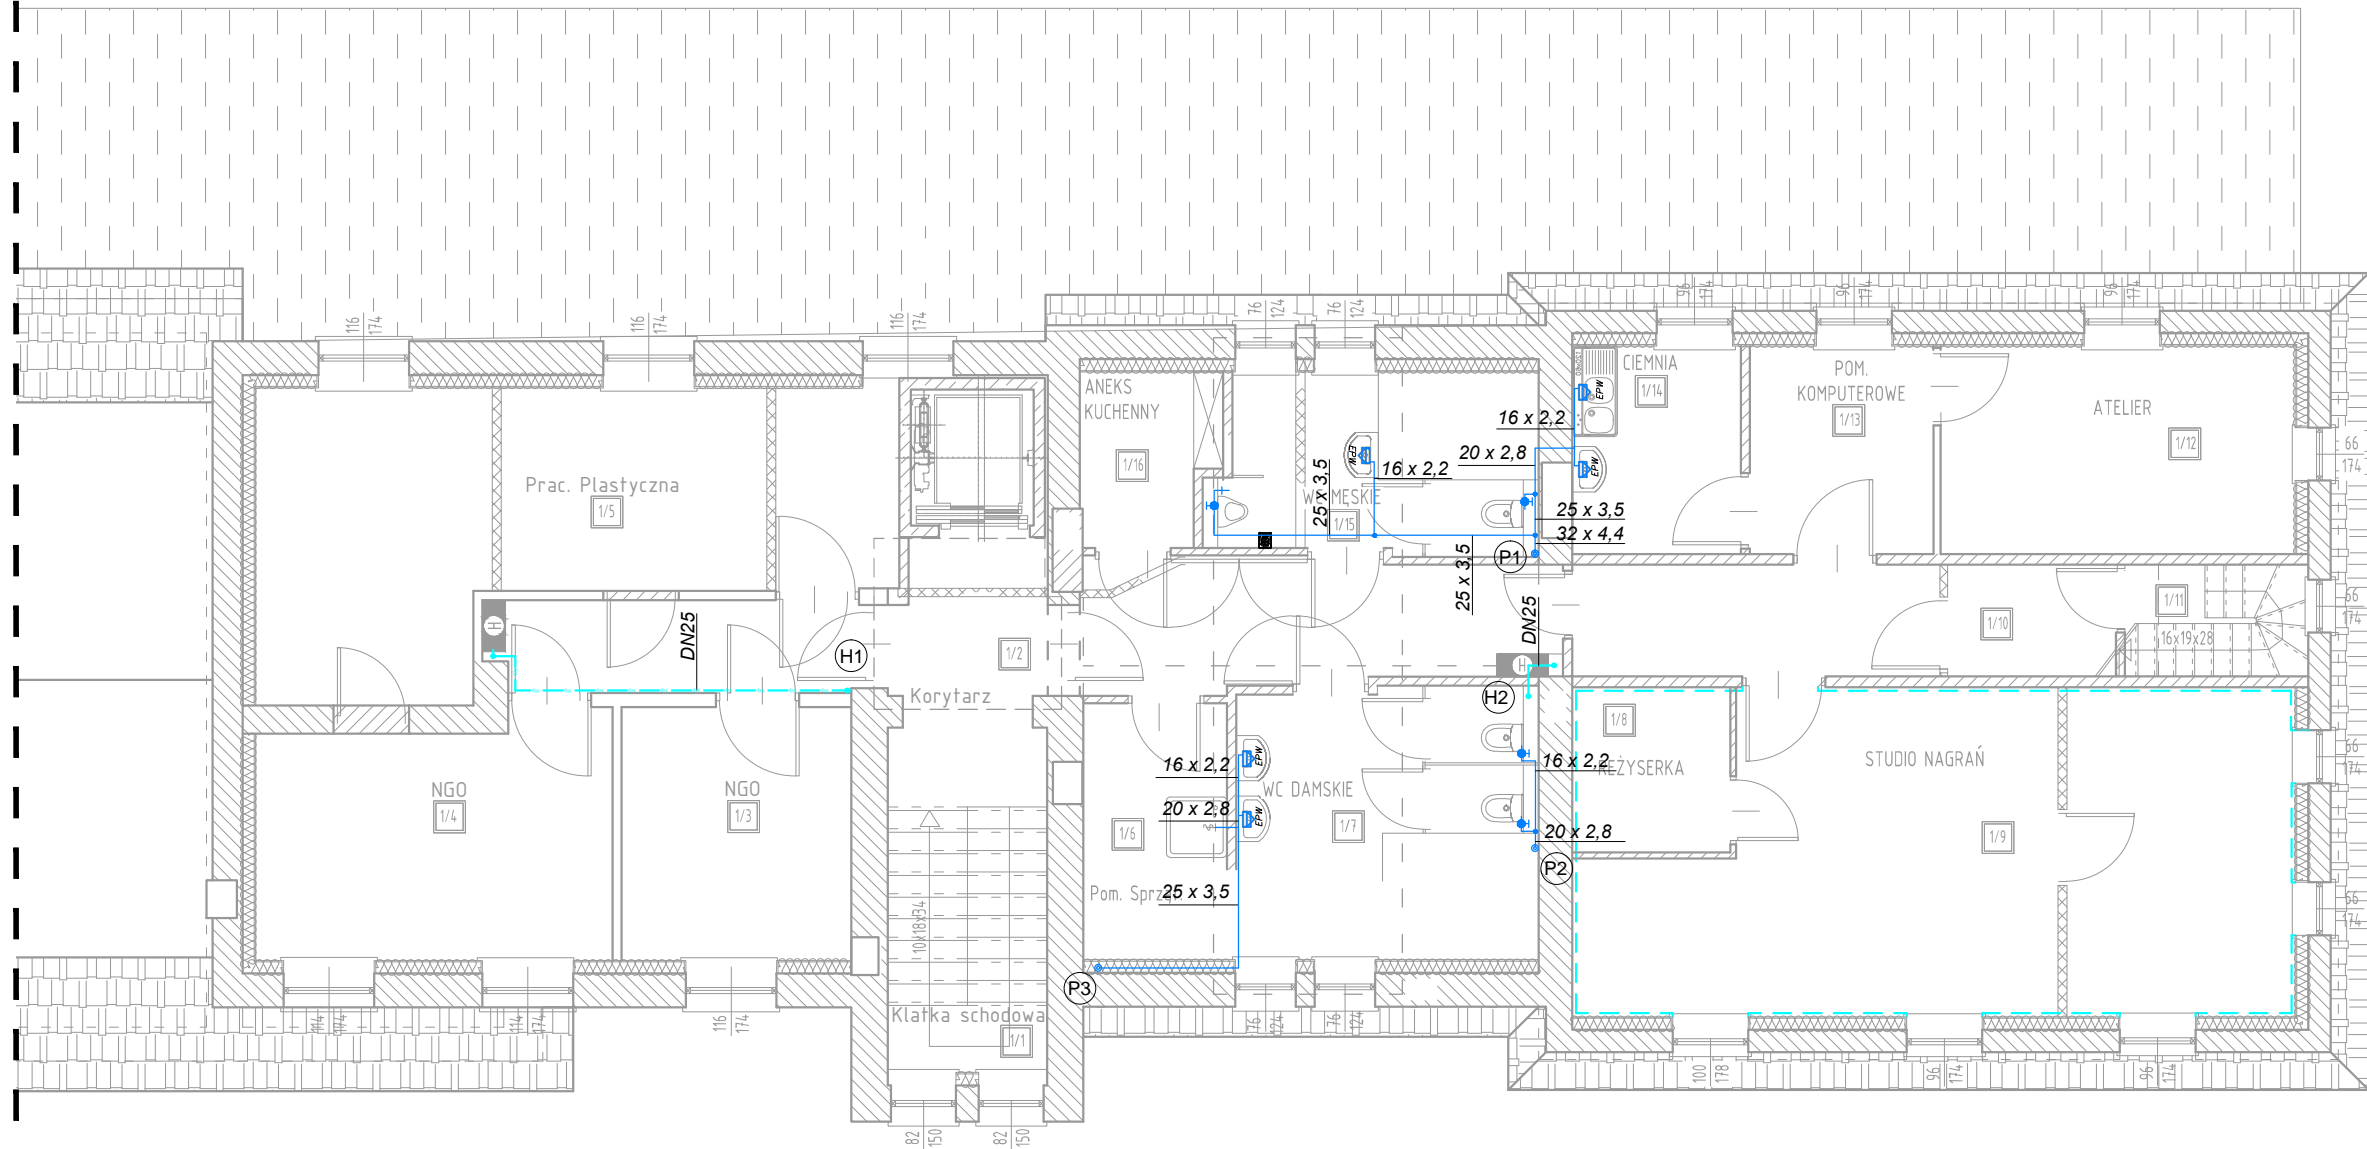 116
174
116
174
116
174
76
124
76
124
96
174
96
174
96
174
ANEKS
KUCHENNY
1/16
CIEMNIA
1/14
POM.
KOMPUTEROWE
1/13
ATELIER
1/12
66
174
Prac. Plastyczna
1/5
EPW
EPW
EPW
16 x 2,2
20 x 2,8
16 x 2,2
25 x 3,5
WC MĘSKIE
1/15
25 x 3,5
32 x 4,4
P1
25 x 3,5
DN25
H
DN25
H1
1/2
Korytarz
H
H2
1/10
1/11
16x19x28
66
174
1/8
REŻYSERKA
STUDIO NAGRAŃ
1/9
66
174
66
174
NGO
1/4
NGO
1/3
16 x 2,2
20 x 2,8
25 x 3,5
EPW
EPW
WC DAMSKIE
1/7
1/6
Pom. Sprząt.
16 x 2,2
20 x 2,8
P2
P3
10x18x34
Klatka schodowa
1/1
114
174
114
174
116
174
76
124
76
124
100
178
96
174
96
174
82
150
82
150